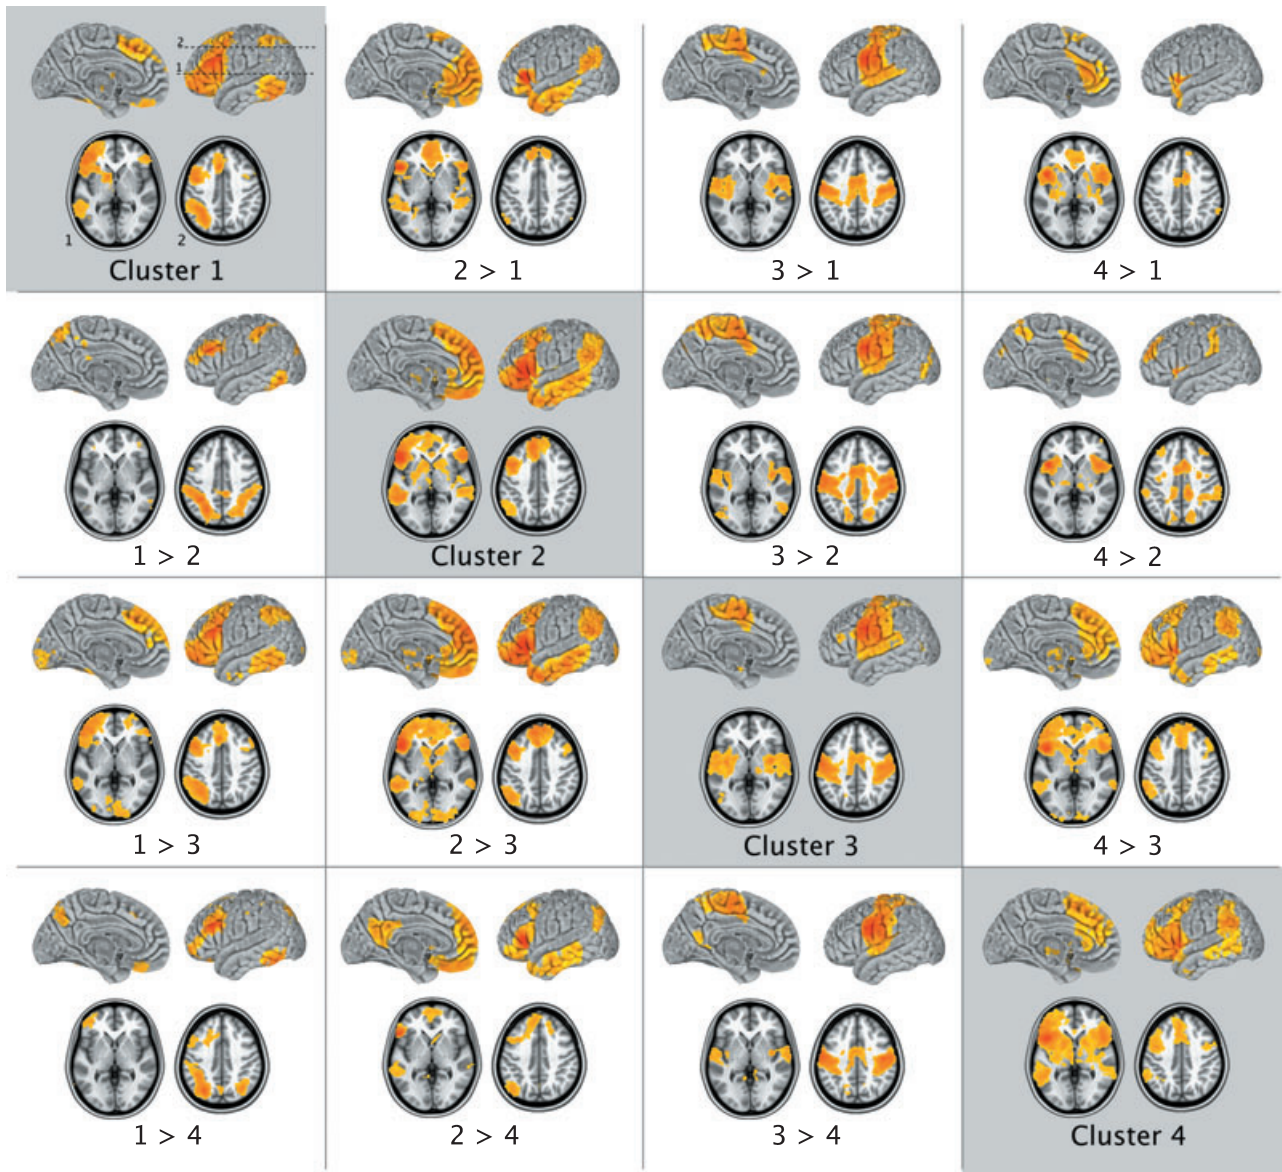 2
1
1
2
Cluster 1
2 > 1
3 > 1
4 > 1
1 > 2
Cluster 2
3 > 2
4 > 2
1 > 3
2 > 3
Cluster 3
4 > 3
1 > 4
2 > 4
3 > 4
Cluster 4